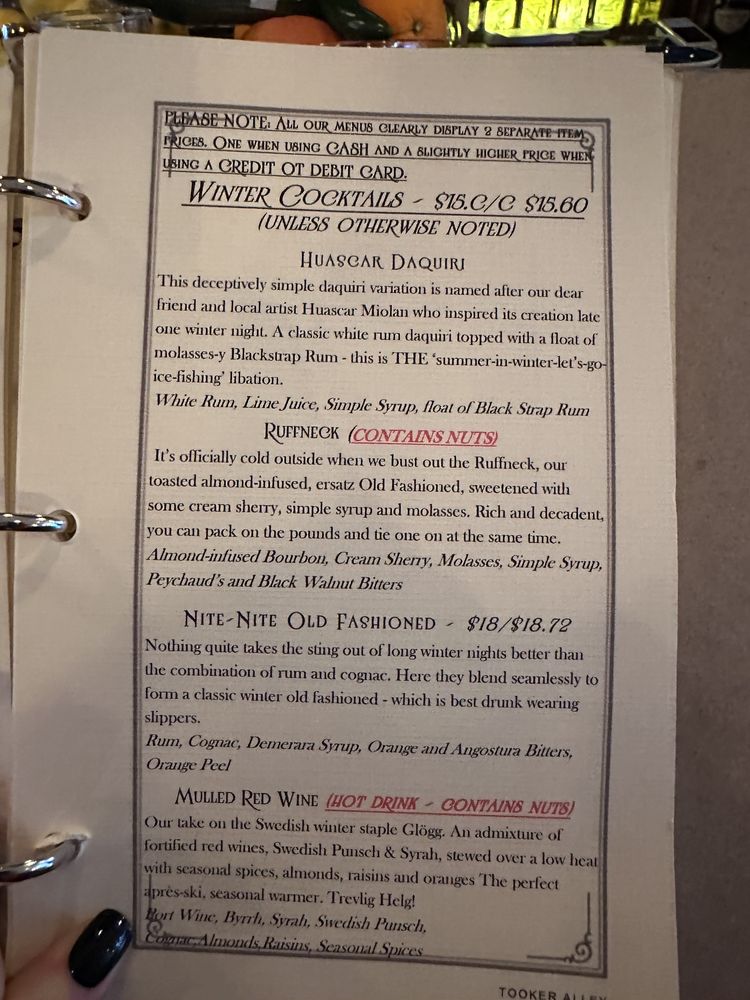 PLEASE NOTE: ALL OUR MENUS CLEARLY DISPLAY 2 SEPARATE ITEM
PRICES. ONE WHEN USING CASH AND A SLIGHTLY HIGHER PRICE WHEN
USING A CREDIT OT DEBIT CARD.
WINTER COCKTAILS - $15.C/C $15.60
(UNLESS OTHERWISE NOTED)
HUASCAR DAQUIRI
This deceptively simple daquiri variation is named after our dear
friend and local artist Huascar Miolan who inspired its creation late
one winter night. A classic white rum daquiri topped with a float of
molasses-y Blackstrap Rum - this is THE 'summer-in-winter-let's-go-
ice-fishing' libation.
White Rum, Lime Juice, Simple Syrup, float of Black Strap Rum
RUFFNECK (CONTAINS NUTS)
It's officially cold outside when we bust out the Ruffneck, our
toasted almond-infused, ersatz Old Fashioned, sweetened with
some cream sherry, simple syrup and molasses. Rich and decadent,
you can pack on the pounds and tie one on at the same time.
Almond-infused Bourbon, Cream Sherry, Molasses, Simple Syrup,
Peychaud's and Black Walnut Bitters
NITE-NITE OLD FASHIONED - $18/$18.72
Nothing quite takes the sting out of long winter nights better than
the combination of rum and cognac. Here they blend seamlessly to
form a classic winter old fashioned - which is best drunk wearing
slippers.
Rum, Cognac, Demerara Syrup, Orange and Angostura Bitters,
Orange Peel
MULLED RED WINE (HOT DRINK - CONTAINS NUTS)
Our take on the Swedish winter staple Glögg. An admixture of
fortified red wines, Swedish Punsch & Syrah, stewed over a low heat
with seasonal spices, almonds, raisins and oranges The perfect
après-ski, seasonal warmer. Trevlig Helg!
Port Wine, Byrrh, Syrah, Swedish Punsch,
Cognac, Almonds, Raisins, Seasonal Spices
TOOKER ALLEY